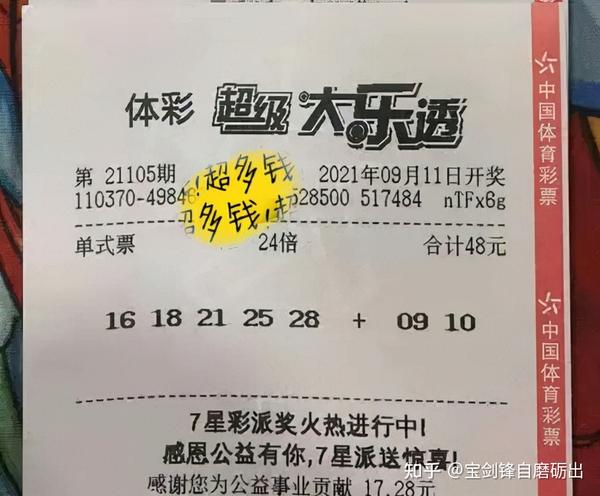 体彩 超级大乐透
第 21105期 2021年09月11日开奖
110370-4984 28500 517484 nTFx6g
!超多钱
多钱!超
单式票 24倍 合计48元
16 18 21 25 28 + 09 10
7星彩派奖火热进行中!
感恩公益有你,7星派送惊喜!
感谢您为公益事业贡献 17.28元
中国体育彩票
中国体育彩票
知乎 @宝剑锋自磨砺出